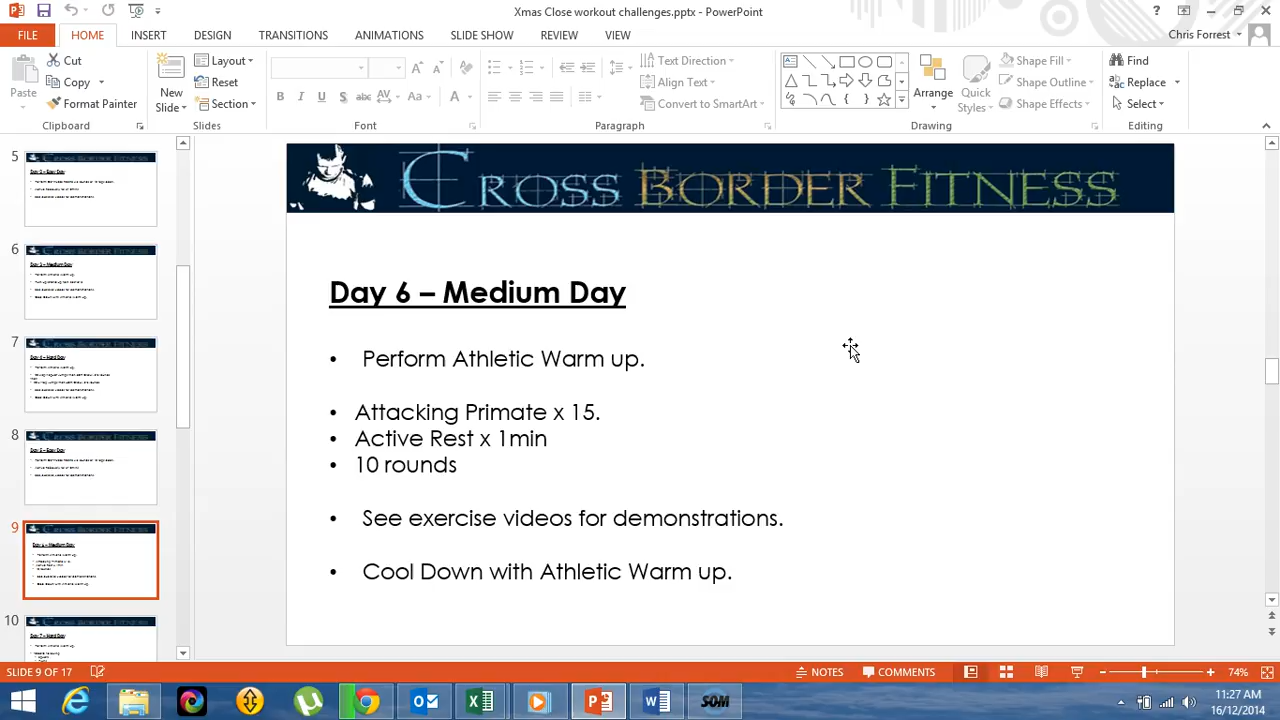 Xmas Close workout challenges.pptx - PowerPoint
FILE HOME INSERT DESIGN TRANSITIONS ANIMATIONS SLIDE SHOW REVIEW VIEW Chris Forrest
Paste
Cut
Copy
Format Painter
Clipboard
New Slide
Layout
Reset
Section
Slides
Font
Text Direction
Align Text
Convert to SmartArt
Paragraph
Arrange
Quick Styles
Shape Fill
Shape Outline
Shape Effects
Drawing
Find
Replace
Select
Editing
5
6
7
8
9
10
CROSS BORDER FITNESS
Day 6 – Medium Day
• Perform Athletic Warm up.
• Attacking Primate x 15.
• Active Rest x 1min
• 10 rounds
• See exercise videos for demonstrations.
• Cool Down with Athletic Warm up.
SLIDE 9 OF 17 NOTES COMMENTS 74%
SOM
11:27 AM
16/12/2014